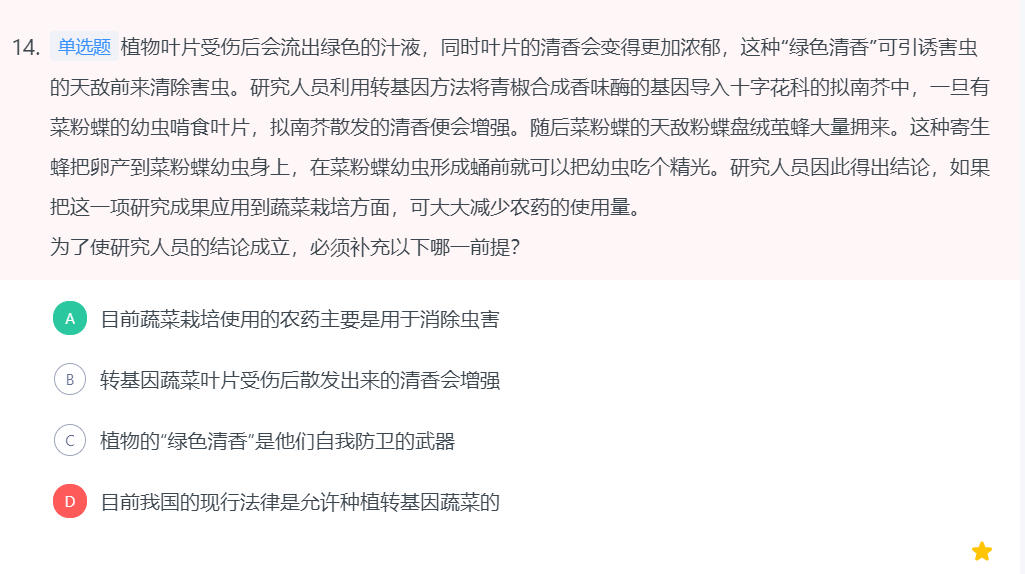 14. 单选题 植物叶片受伤后会流出绿色的汁液，同时叶片的清香会变得更加浓郁，这种“绿色清香”可引诱害虫
的天敌前来清除害虫。研究人员利用转基因方法将青椒合成香味酶的基因导入十字花科的拟南芥中，一旦有
菜粉蝶的幼虫啃食叶片，拟南芥散发的清香便会增强。随后菜粉蝶的天敌粉蝶盘绒茧蜂大量拥来。这种寄生
蜂把卵产到菜粉蝶幼虫身上，在菜粉蝶幼虫形成蛹前就可以把幼虫吃个精光。研究人员因此得出结论，如果
把这一项研究成果应用到蔬菜栽培方面，可大大减少农药的使用量。
为了使研究人员的结论成立，必须补充以下哪一前提？
A 目前蔬菜栽培使用的农药主要是用于消除虫害
B 转基因蔬菜叶片受伤后散发出来的清香会增强
C 植物的“绿色清香”是他们自我防卫的武器
D 目前我国的现行法律是允许种植转基因蔬菜的